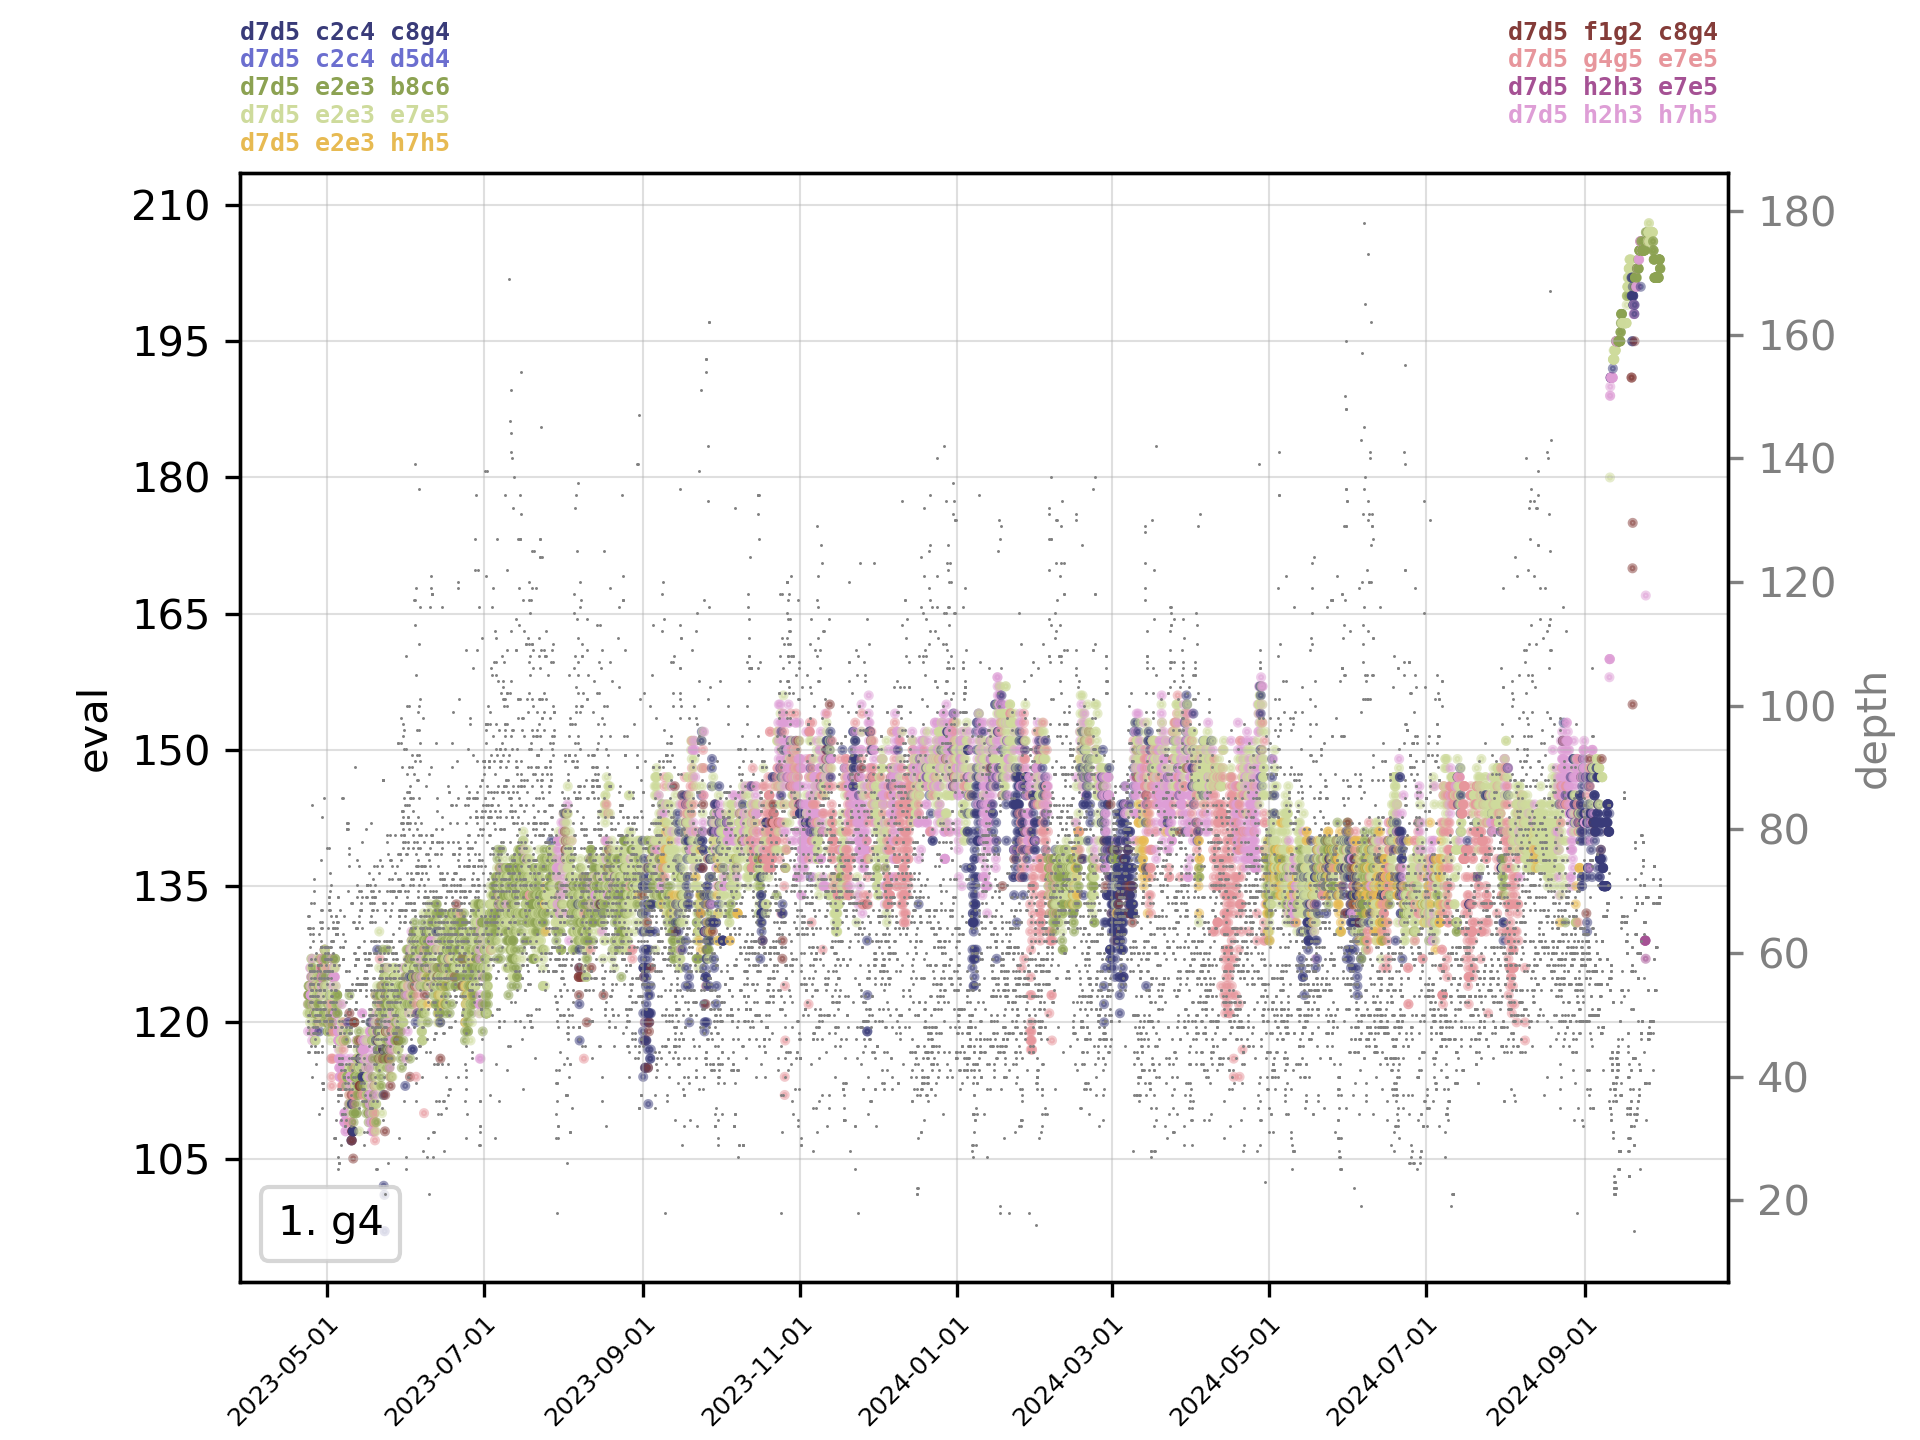 d7d5 c2c4 c8g4
d7d5 c2c4 d5d4
d7d5 e2e3 b8c6
d7d5 e2e3 e7e5
d7d5 e2e3 h7h5
d7d5 f1g2 c8g4
d7d5 g4g5 e7e5
d7d5 h2h3 e7e5
d7d5 h2h3 h7h5
210
195
180
165
150
135
120
105
eval
180
160
140
120
100
80
60
40
20
depth
1. g4
2023-05-01
2023-07-01
2023-09-01
2023-11-01
2024-01-01
2024-03-01
2024-05-01
2024-07-01
2024-09-01